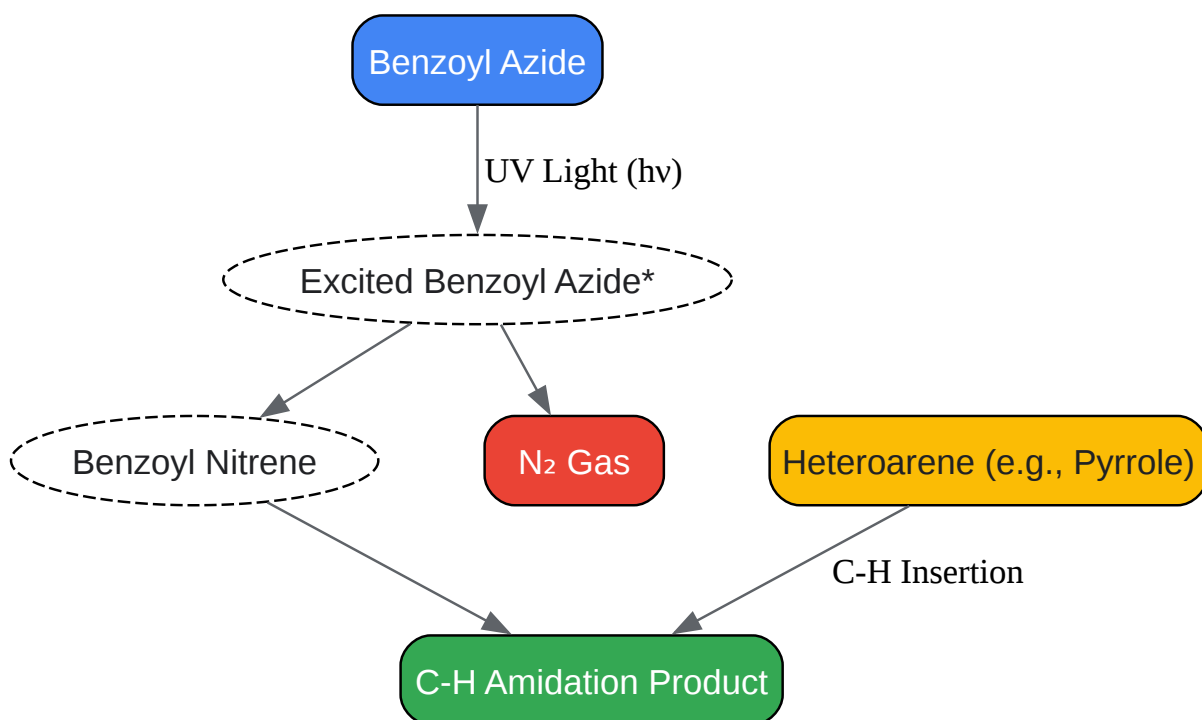 Benzoyl Azide
UV Light (hν)
Excited Benzoyl Azide*
Benzoyl Nitrene
N₂ Gas
Heteroarene (e.g., Pyrrole)
C-H Insertion
C-H Amidation Product